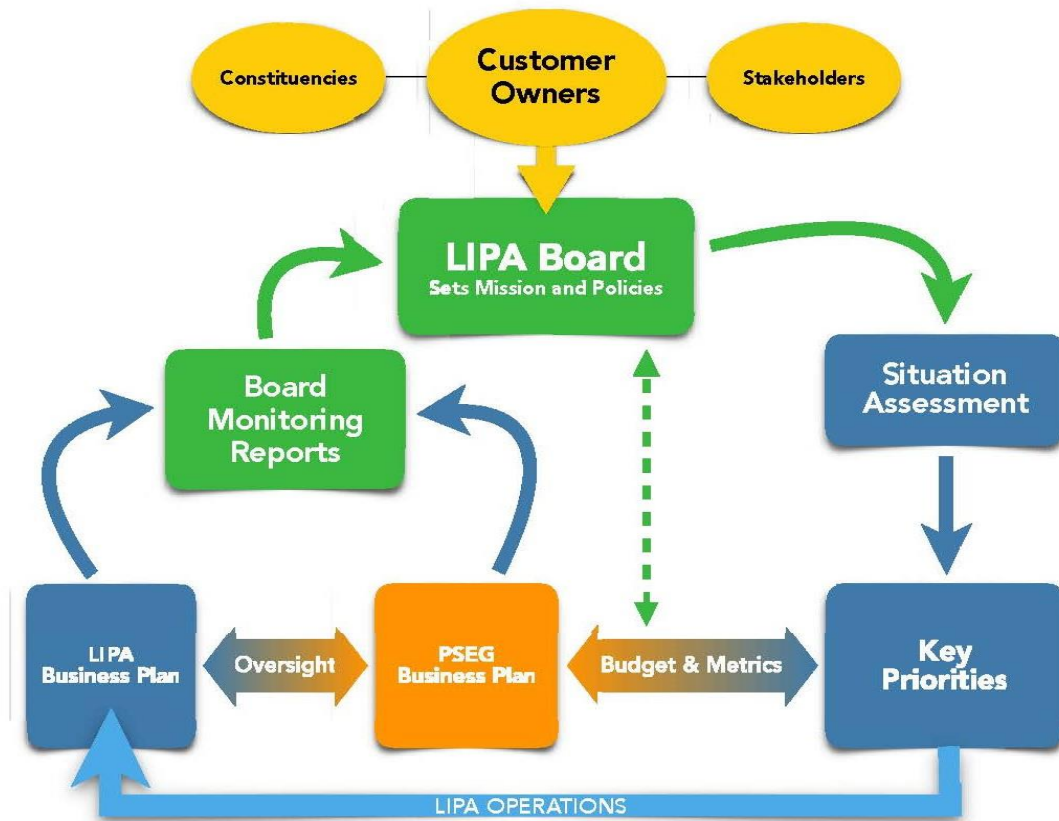 Constituencies
Customer
Owners
Stakeholders
LIPA Board
Sets Mission and Policies
Situation
Assessment
Board
Monitoring
Reports
LIPA
Business Plan
Oversight
PSEG
Business Plan
Budget & Metrics
Key
Priorities
LIPA OPERATIONS